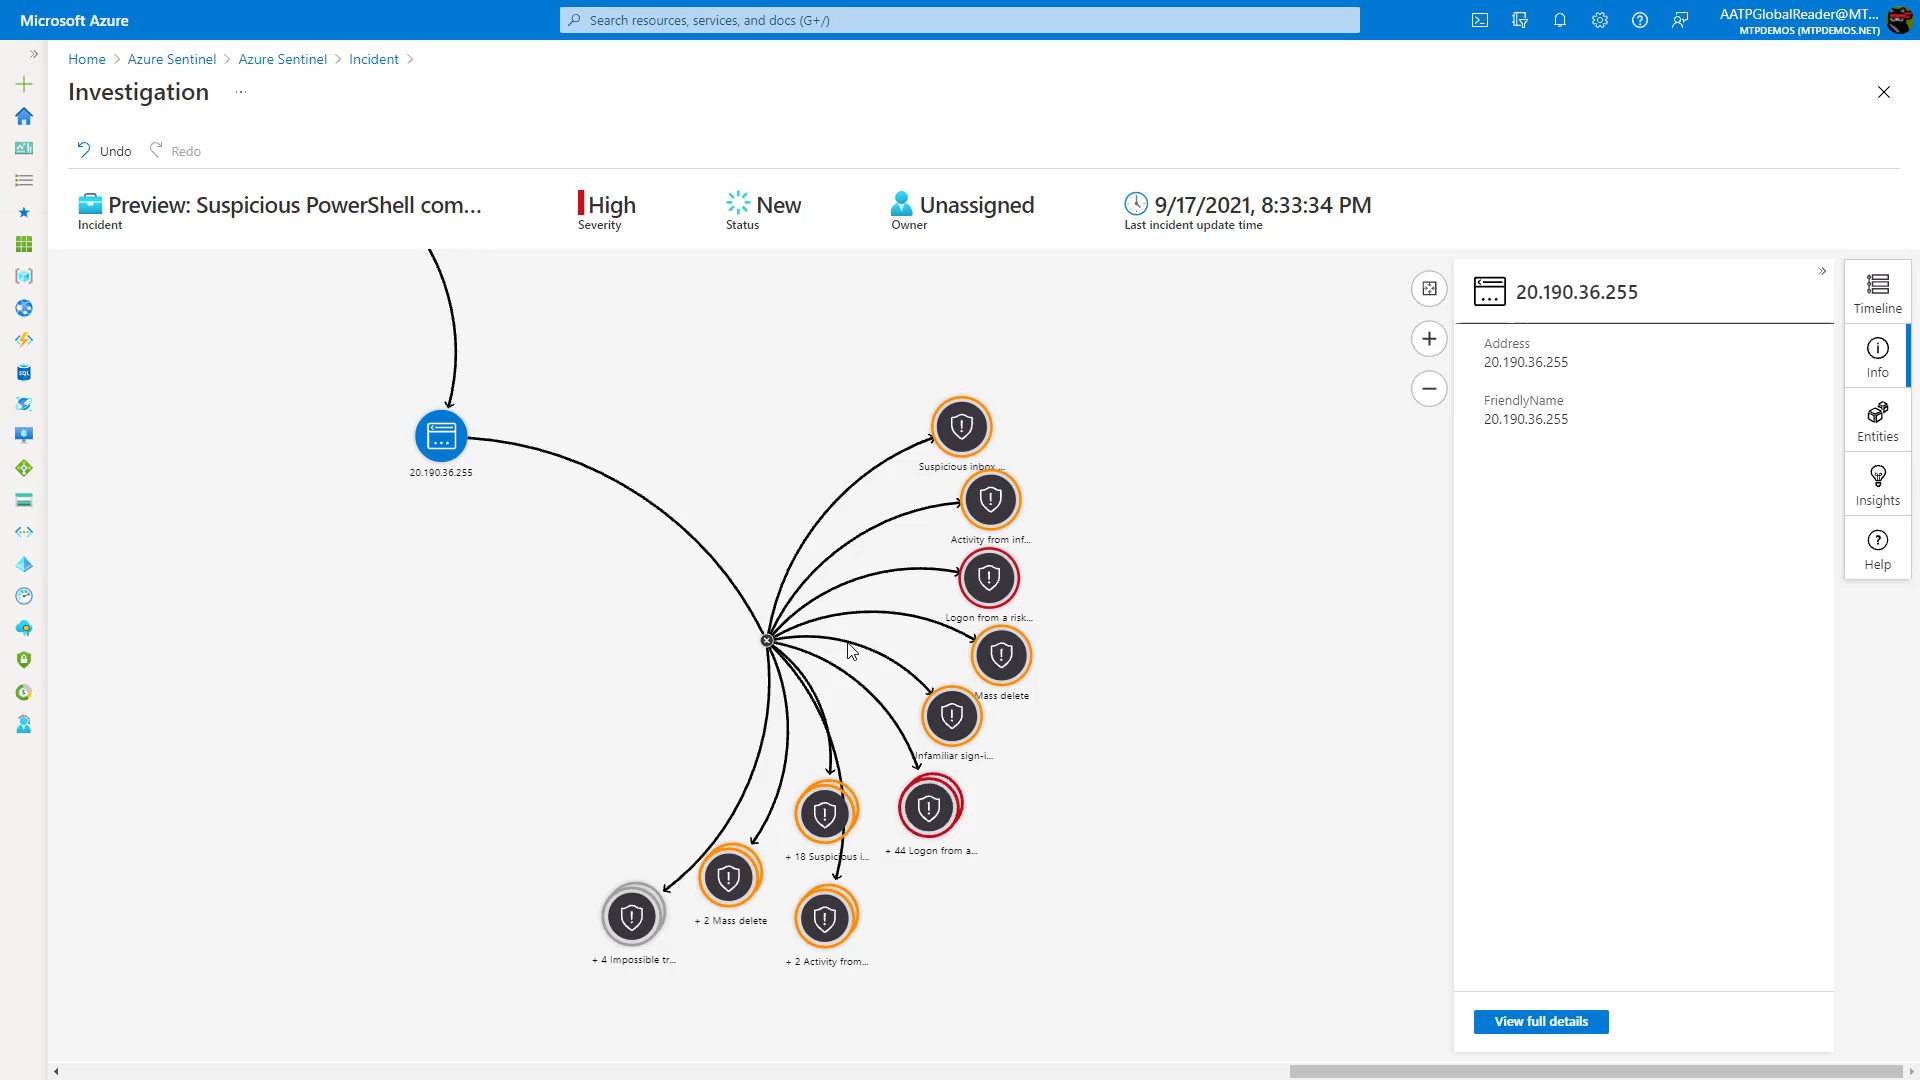 Microsoft Azure
Search resources, services, and docs (G+/)
AATPGlobalReader@MT...
MTPDEMOS (MTPDEMOS.NET)
Home > Azure Sentinel > Azure Sentinel > Incident >
Investigation ...
Undo Redo
Preview: Suspicious PowerShell com...
Incident
High
Severity
New
Status
Unassigned
Owner
9/17/2021, 8:33:34 PM
Last incident update time
20.190.36.255
Suspicious inbox ...
Activity from inf...
Logon from a risk...
Mass delete
Unfamiliar sign-i...
+ 44 Logon from a...
+ 18 Suspicious i...
+ 2 Mass delete
+ 4 Impossible tr...
+ 2 Activity from...
20.190.36.255
Address
20.190.36.255
FriendlyName
20.190.36.255
View full details
Timeline
Info
Entities
Insights
Help